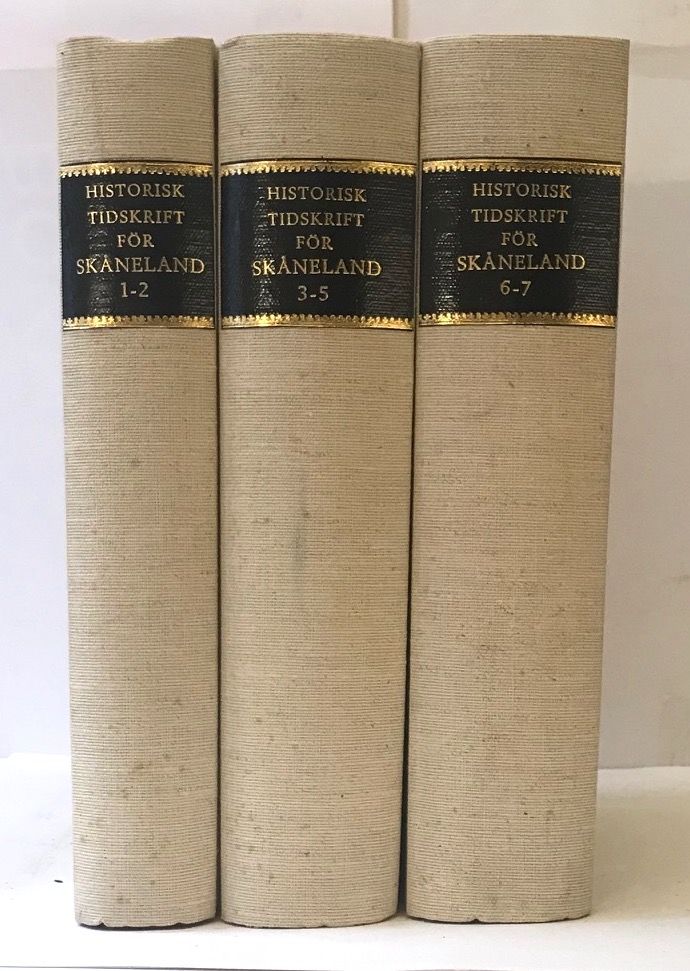 HISTORISK
TIDSKRIFT
FÖR
SKÅNELAND
1-2
HISTORISK
TIDSKRIFT
FÖR
SKÅNELAND
3-5
HISTORISK
TIDSKRIFT
FÖR
SKÅNELAND
6-7